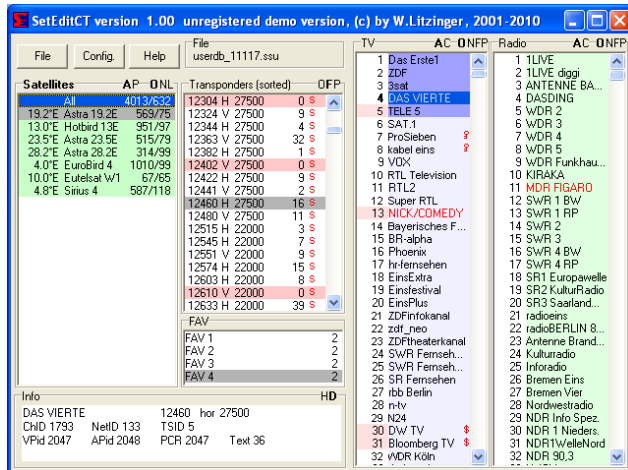 SetEditCT version 1.00 unregistered demo version, (c) by W.Litzinger, 2001-2010
File Config. Help
File
userdb_11117.ssu
Satellites AP ONL
All 4013/632
19.2°E Astra 19.2E 569/75
13.0°E Hotbird 13E 951/97
23.5°E Astra 23.5E 515/79
28.2°E Astra 28.2E 314/99
4.0°E EuroBird 4 1010/99
10.0°E Eutelsat W1 67/65
4.8°E Sirius 4 587/118
Transponders (sorted) OFP
12304 H 27500 0 S
12324 V 27500 9 S
12344 H 27500 4 S
12363 V 27500 32 S
12382 H 27500 1 S
12402 V 27500 0 S
12422 H 27500 9 S
12441 V 27500 2 S
12460 H 27500 16 S
12480 V 27500 11 S
12515 H 22000 3 S
12545 H 22000 7 S
12551 V 22000 9 S
12574 H 22000 15 S
12603 H 22000 8 S
12610 V 22000 0 S
12633 H 22000 39 S
FAV
FAV 1 2
FAV 2 2
FAV 3 2
FAV 4 2
Info HD
DAS VIERTE 12460 hor 27500
ChID 1793 NetID 133 TSID 5
VPid 2047 APid 2048 PCR 2047 Text 36
TV AC ONFP
1 Das Erste1
2 ZDF
3 3sat
4 DAS VIERTE
5 TELE 5
6 SAT.1
7 ProSieben
8 kabel eins
9 VOX
10 RTL Television
11 RTL2
12 Super RTL
13 NICK/COMEDY
14 Bayerisches F...
15 BR-alpha
16 Phoenix
17 hr-fernsehen
18 EinsExtra
19 Einsfestival
20 EinsPlus
21 ZDFinfokanal
22 zdf_neo
23 ZDFtheaterkanal
24 SWR Fernseh...
25 SWR Fernseh...
26 SR Fernsehen
27 rbb Berlin
28 n-tv
29 N24
30 DW TV $
31 Bloomberg TV $
32 WDR Köln
Radio AC ONFP
1 1LIVE
2 1LIVE diggi
3 ANTENNE BA...
4 DASDING
5 WDR 2
6 WDR 3
7 WDR 4
8 WDR 5
9 WDR Funkhau...
10 KIRAKA
11 MDR FIGARO
12 SWR 1 BW
13 SWR 1 RP
14 SWR 2
15 SWR 3
16 SWR 4 BW
17 SWR 4 RP
18 SR1 Europawelle
19 SR2 KulturRadio
20 SR3 Saarland...
21 radioeins
22 radioBERLIN 8...
23 Antenne Brand...
24 Kulturradio
25 Inforadio
26 Bremen Eins
27 Bremen Vier
28 Nordwestradio
29 NDR Info Spez.
30 NDR 1 Nieders.
31 NDR1WelleNord
32 NDR 90,3